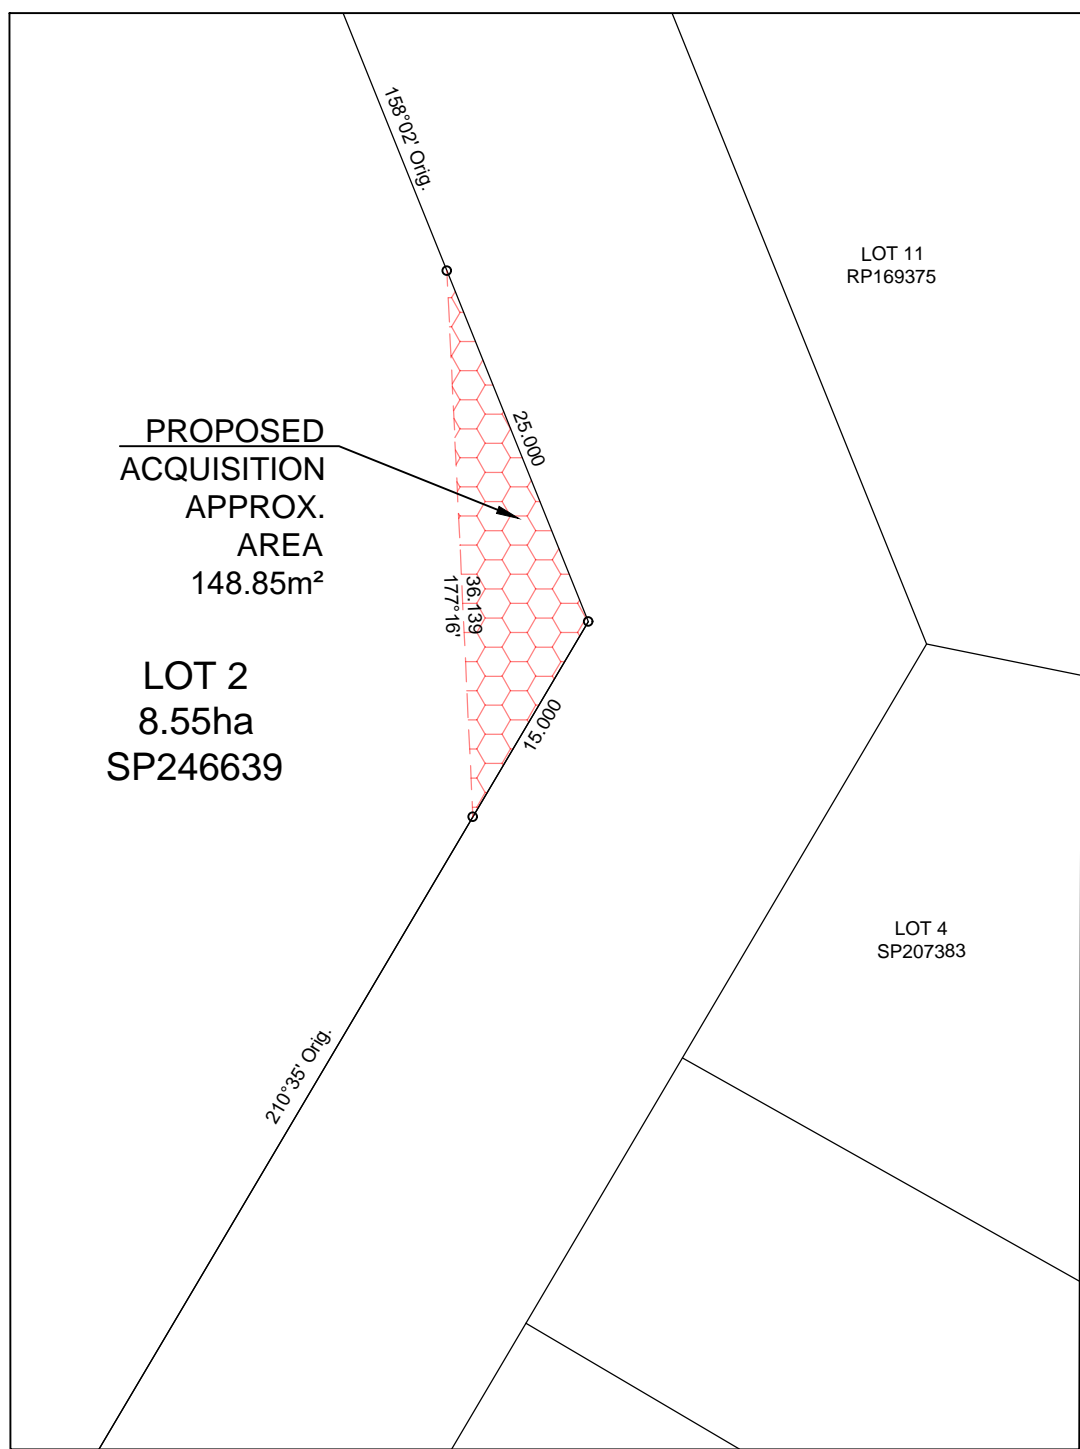 158°02' Orig.
LOT 11
RP169375
25.000
PROPOSED
ACQUISITION
APPROX.
AREA
148.85m²
36.139
177°16'
LOT 2
8.55ha
SP246639
15.000
LOT 4
SP207383
210°35' Orig.